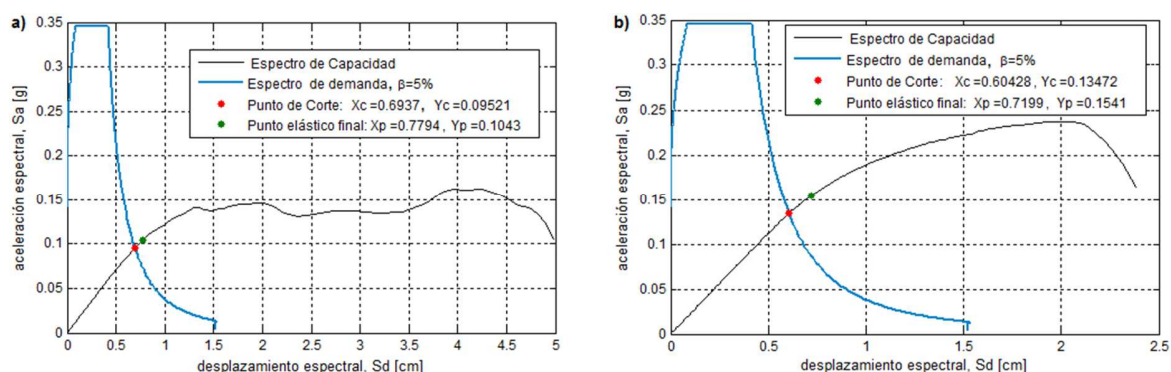 a)
0.35
0.3
0.25
0.2
0.15
0.1
0.05
0
aceleración espectral, Sa [g]
Espectro de Capacidad
Espectro de demanda, β=5%
Punto de Corte: Xc =0.6937, Yc =0.09521
Punto elástico final: Xp =0.7794 , Yp =0.1043
0 0.5 1 1.5 2 2.5 3 3.5 4 4.5 5
desplazamiento espectral, Sd [cm]
b)
0.35
0.3
0.25
0.2
0.15
0.1
0.05
0
aceleración espectral, Sa [g]
Espectro de Capacidad
Espectro de demanda, β=5%
Punto de Corte: Xc =0.60428, Yc =0.13472
Punto elástico final: Xp =0.7199 , Yp =0.1541
0 0.5 1 1.5 2 2.5
desplazamiento espectral, Sd [cm]